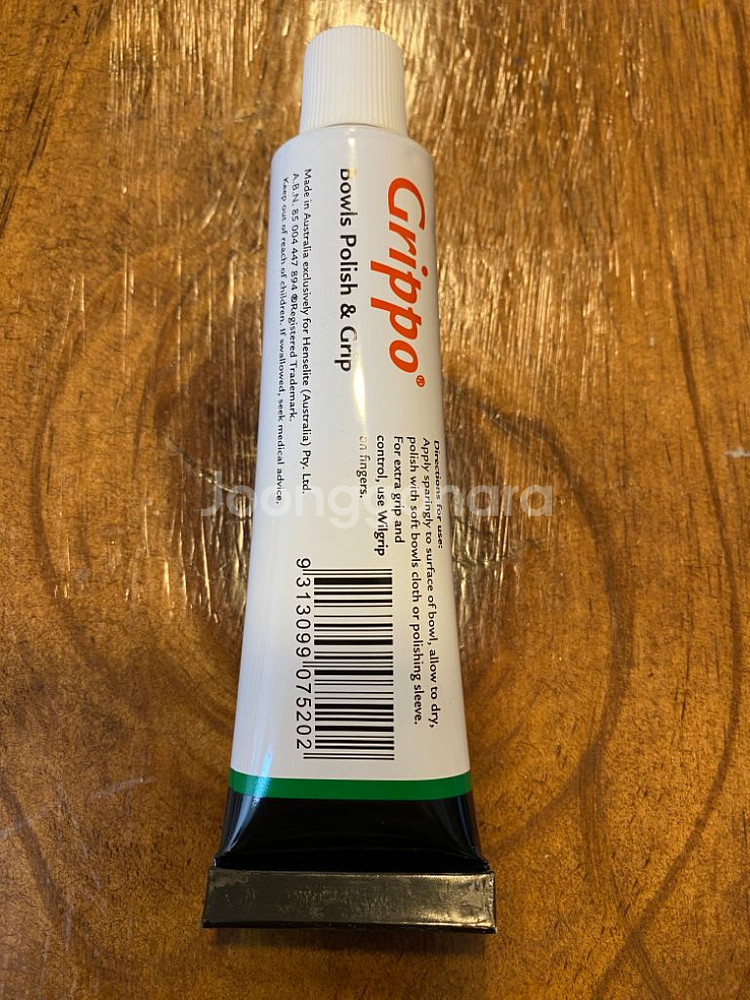 Grippo®
Bowls Polish & Grip
Made in Australia exclusively for Henselite (Australia) Pty. Ltd.
A.B.N. 85 004 447 894 ®Registered Trademark.
Keep out of reach of children. If swallowed, seek medical advice.
Directions for use:
Apply sparingly to surface of bowl, allow to dry,
polish with soft bowls cloth or polishing sleeve.
For extra grip and
control, use Wilgrip
on fingers.
9 313099 075202
Joonggonara